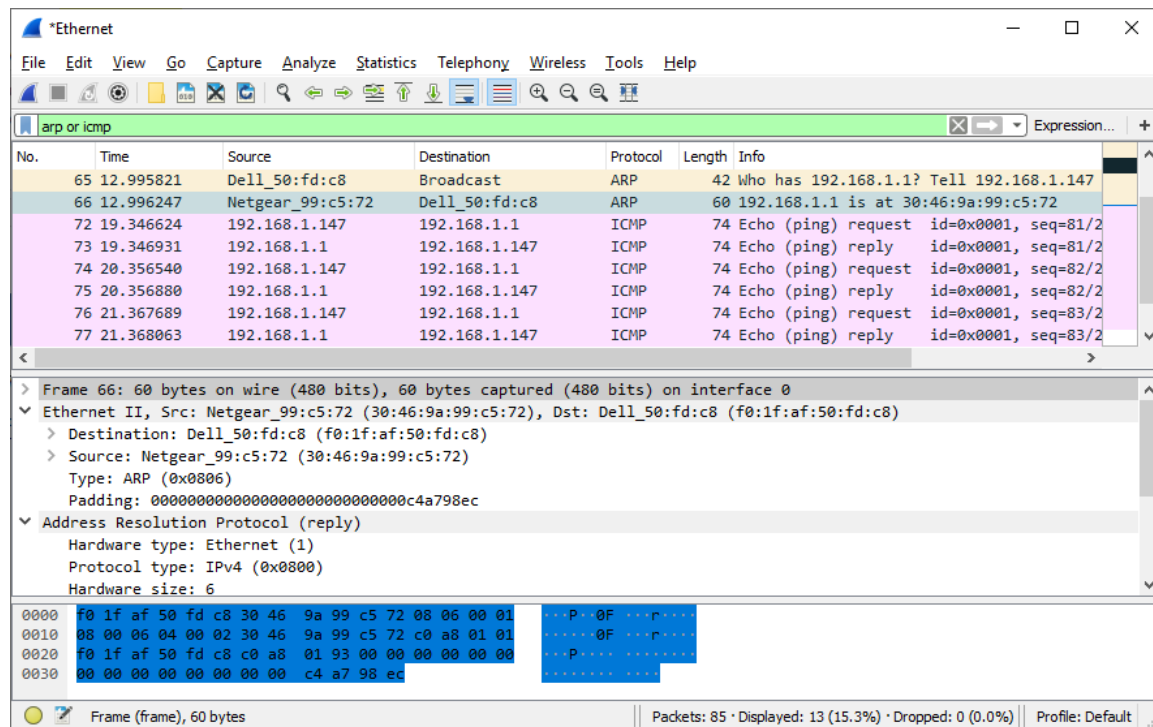 *Ethernet
File Edit View Go Capture Analyze Statistics Telephony Wireless Tools Help
arp or icmp Expression... +
No. Time Source Destination Protocol Length Info
65 12.995821 Dell_50:fd:c8 Broadcast ARP 42 Who has 192.168.1.1? Tell 192.168.1.147
66 12.996247 Netgear_99:c5:72 Dell_50:fd:c8 ARP 60 192.168.1.1 is at 30:46:9a:99:c5:72
72 19.346624 192.168.1.147 192.168.1.1 ICMP 74 Echo (ping) request id=0x0001, seq=81/2
73 19.346931 192.168.1.1 192.168.1.147 ICMP 74 Echo (ping) reply id=0x0001, seq=81/2
74 20.356540 192.168.1.147 192.168.1.1 ICMP 74 Echo (ping) request id=0x0001, seq=82/2
75 20.356880 192.168.1.1 192.168.1.147 ICMP 74 Echo (ping) reply id=0x0001, seq=82/2
76 21.367689 192.168.1.147 192.168.1.1 ICMP 74 Echo (ping) request id=0x0001, seq=83/2
77 21.368063 192.168.1.1 192.168.1.147 ICMP 74 Echo (ping) reply id=0x0001, seq=83/2
Frame 66: 60 bytes on wire (480 bits), 60 bytes captured (480 bits) on interface 0
Ethernet II, Src: Netgear_99:c5:72 (30:46:9a:99:c5:72), Dst: Dell_50:fd:c8 (f0:1f:af:50:fd:c8)
Destination: Dell_50:fd:c8 (f0:1f:af:50:fd:c8)
Source: Netgear_99:c5:72 (30:46:9a:99:c5:72)
Type: ARP (0x0806)
Padding: 0000000000000000000000000000c4a798ec
Address Resolution Protocol (reply)
Hardware type: Ethernet (1)
Protocol type: IPv4 (0x0800)
Hardware size: 6
0000 f0 1f af 50 fd c8 30 46 9a 99 c5 72 08 06 00 01 ···P··0F ···r····
0010 08 00 06 04 00 02 30 46 9a 99 c5 72 c0 a8 01 01 ······0F ···r····
0020 f0 1f af 50 fd c8 c0 a8 01 93 00 00 00 00 00 00 ···P···· ········
0030 00 00 00 00 00 00 00 00 c4 a7 98 ec ········ ····
Frame (frame), 60 bytes Packets: 85 · Displayed: 13 (15.3%) · Dropped: 0 (0.0%) Profile: Default